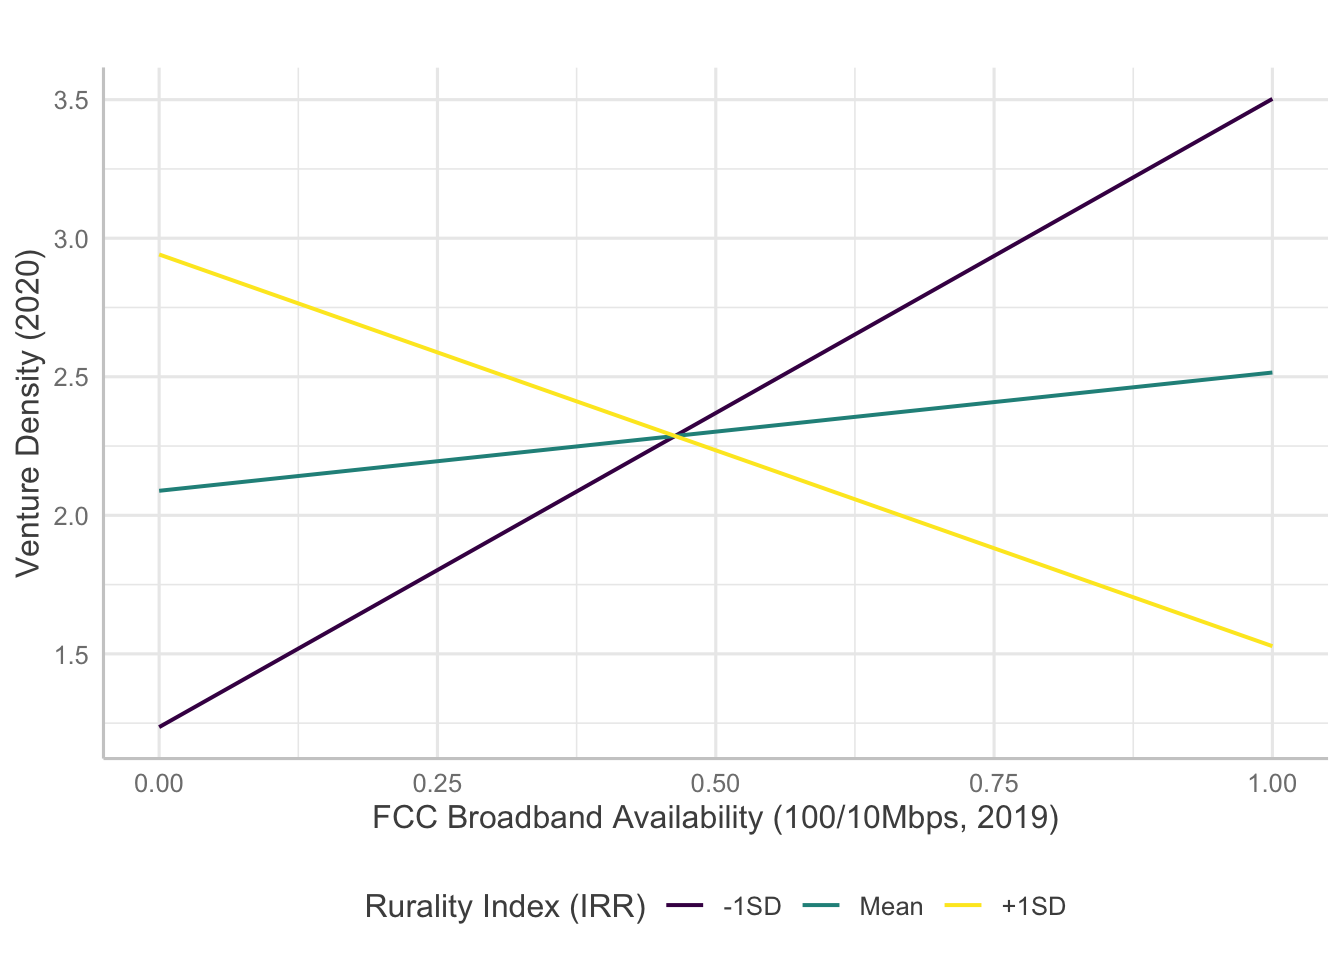 3.5
3.0
2.5
2.0
1.5
Venture Density (2020)
0.00 0.25 0.50 0.75 1.00
FCC Broadband Availability (100/10Mbps, 2019)
Rurality Index (IRR) -1SD Mean +1SD